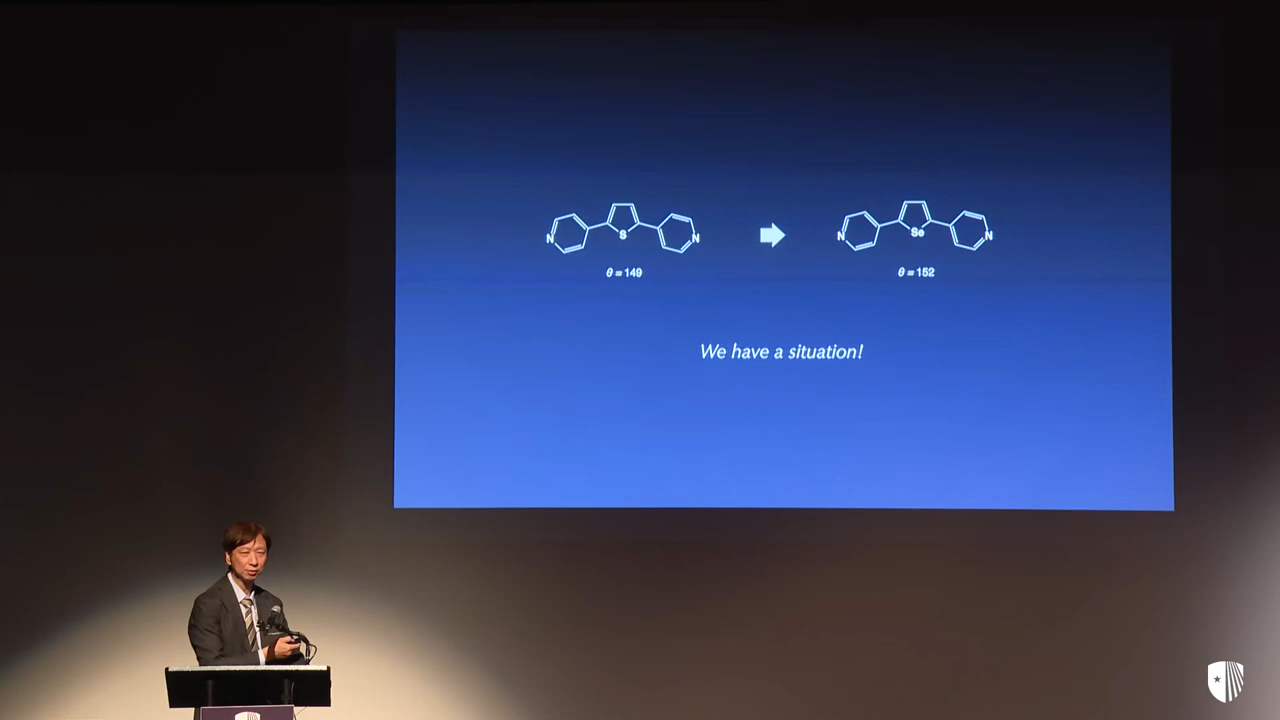 N S N
N Se N
θ = 149
θ = 152
We have a situation!